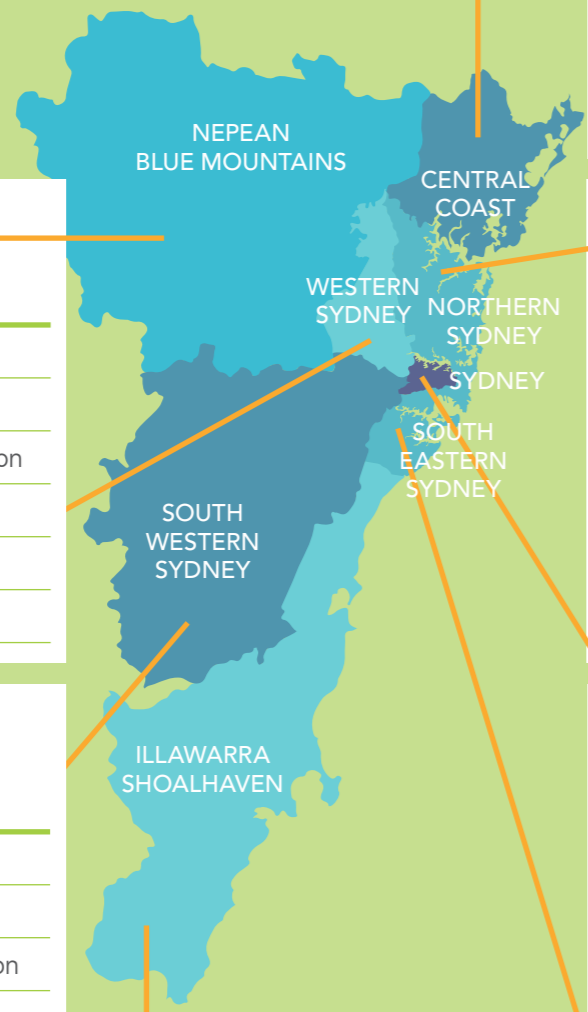 NEPEAN
BLUE MOUNTAINS
CENTRAL
COAST
WESTERN
SYDNEY
NORTHERN
SYDNEY
SYDNEY
SOUTH
EASTERN
SYDNEY
on
SOUTH
WESTERN
SYDNEY
ILLAWARRA
SHOALHAVEN
on